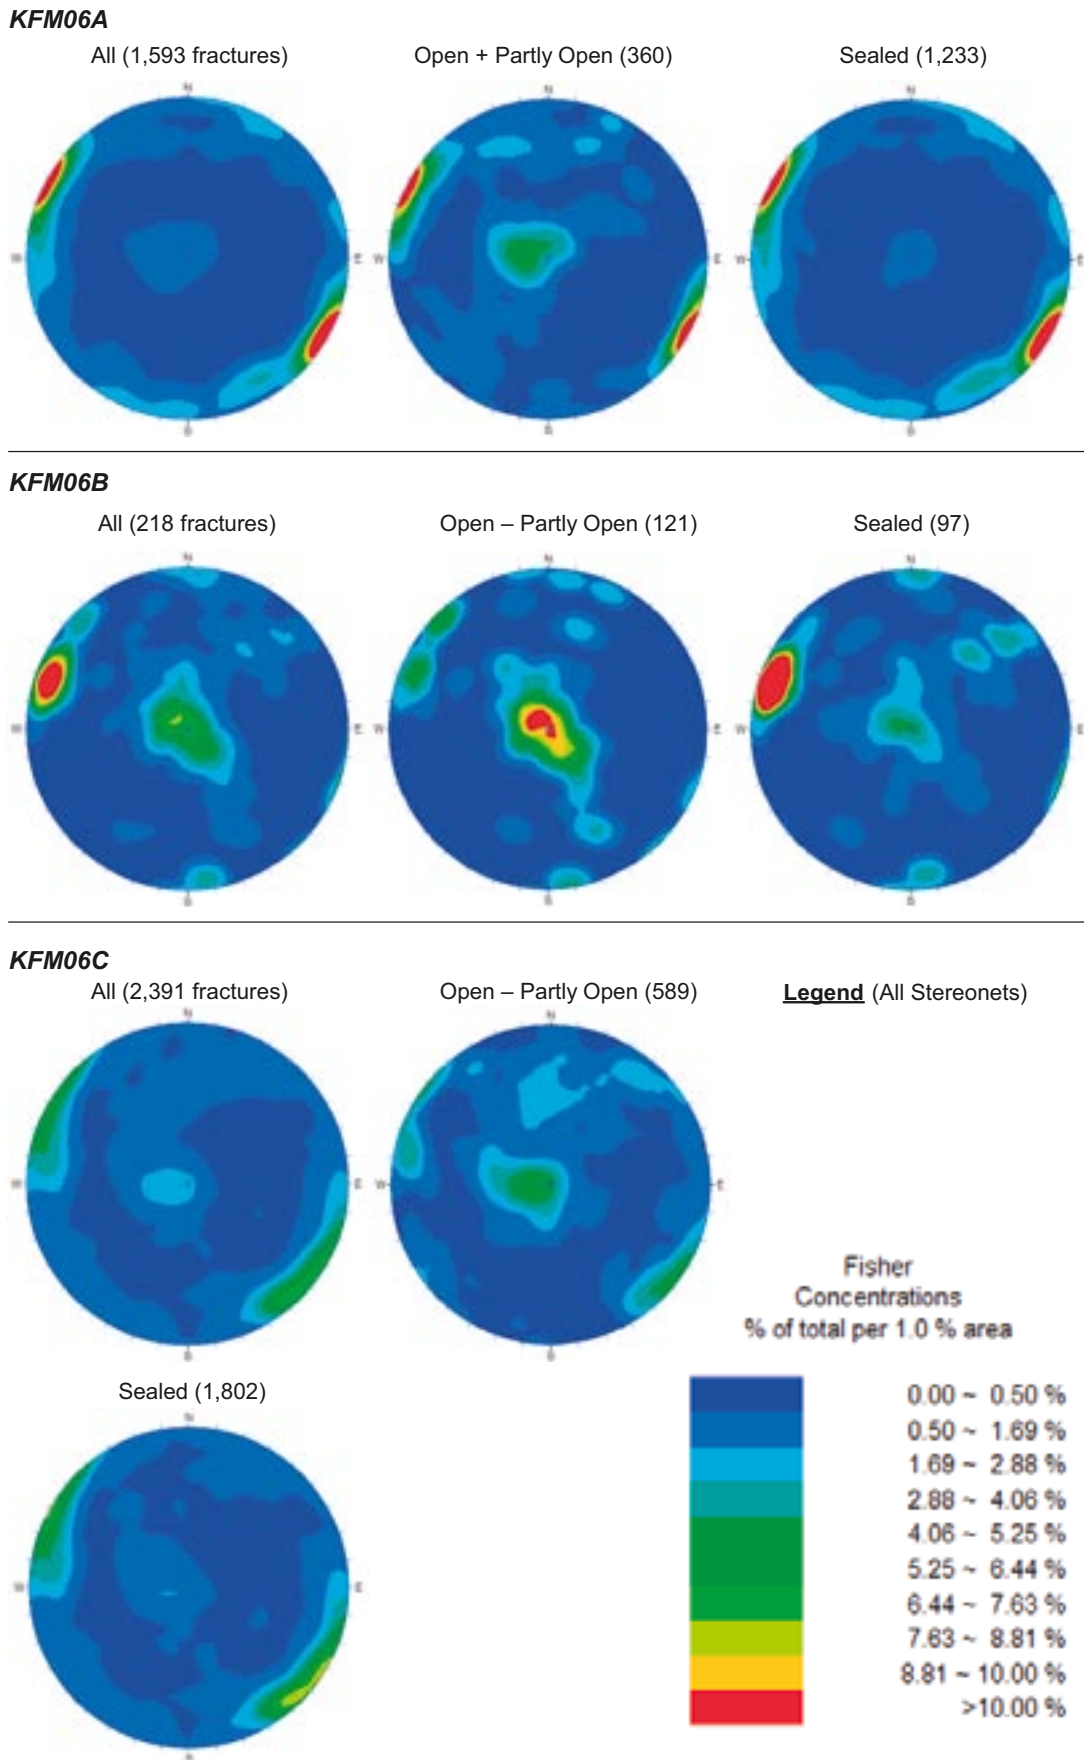 KFM06A
All (1,593 fractures) Open + Partly Open (360) Sealed (1,233)
N N N
W E W E W E
S S S
KFM06B
All (218 fractures) Open – Partly Open (121) Sealed (97)
N N N
W E W E W E
S S S
KFM06C
All (2,391 fractures) Open – Partly Open (589) Legend (All Stereonets)
N N
W E W E
S S
Fisher
Concentrations
% of total per 1.0 % area
0.00 ~ 0.50 %
0.50 ~ 1.69 %
1.69 ~ 2.88 %
2.88 ~ 4.06 %
4.06 ~ 5.25 %
5.25 ~ 6.44 %
6.44 ~ 7.63 %
7.63 ~ 8.81 %
8.81 ~ 10.00 %
>10.00 %
Sealed (1,802)
N
W E
S